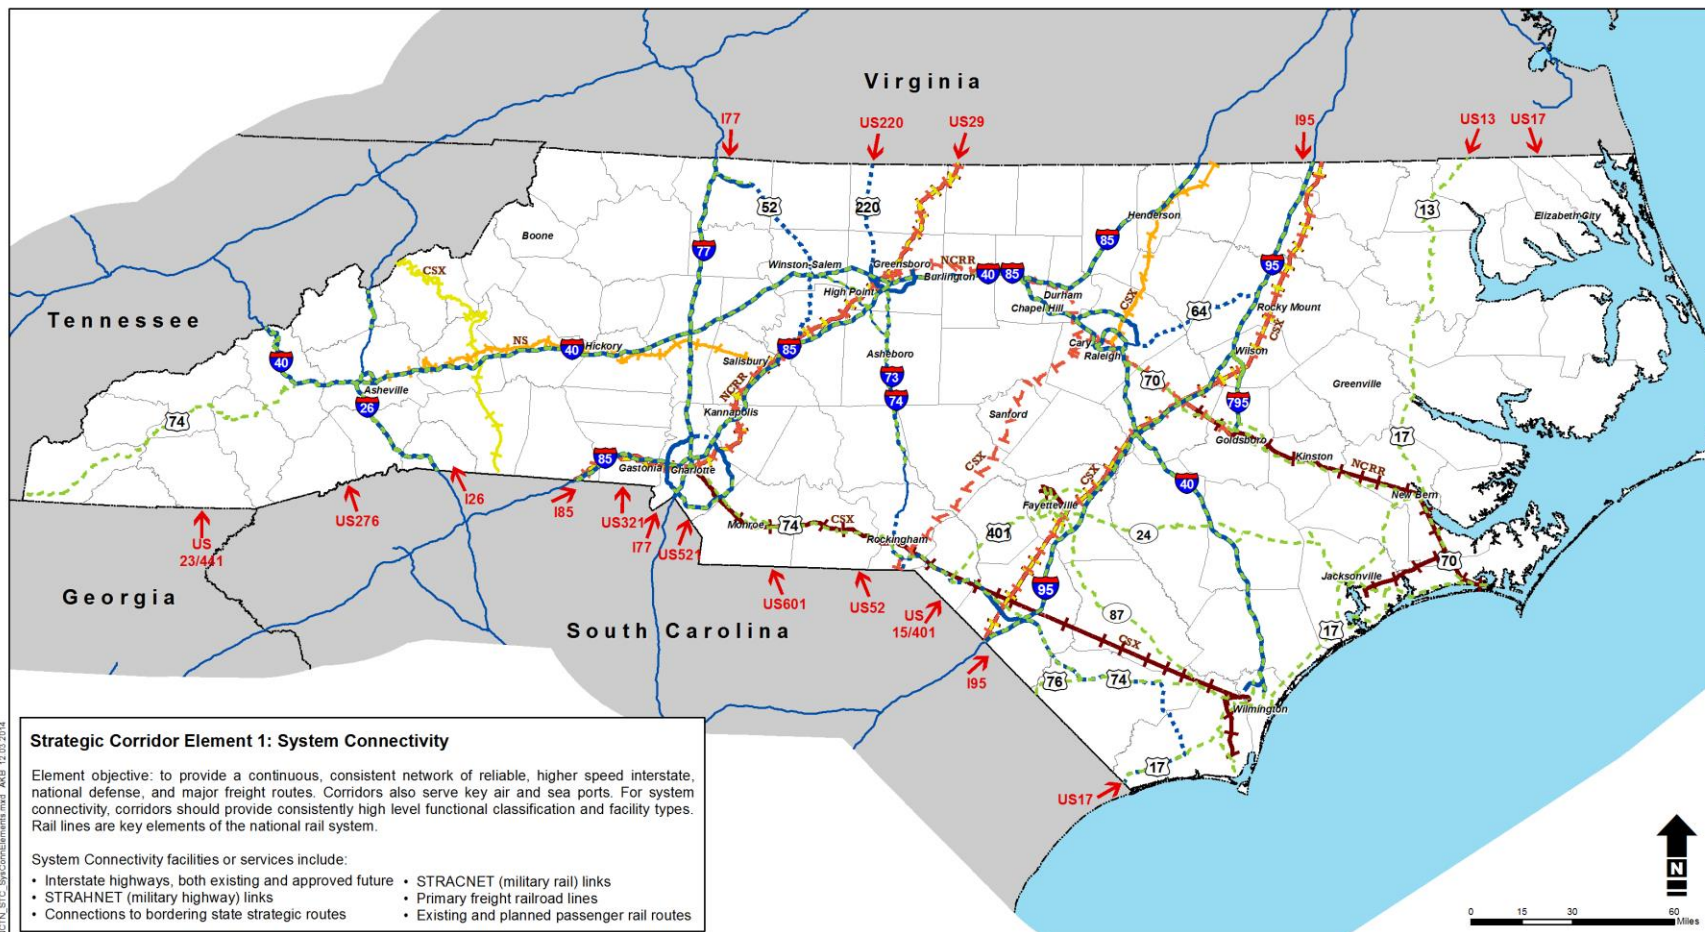 Virginia
I77
US220
US29
I95
US13
US17
52
220
13
Henderson
Elizabeth City
Boone
77
85
Winston-Salem
Greensboro
NCRR
40
85
95
CSX
High Point
Burlington
Durham
Chapel Hill
CSX
64
Rocky Mount
CSX
Tennessee
NS
40
Hickory
Salisbury
85
Cary
Raleigh
Wilson
40
Asheville
26
NCRR
Kannapolis
Asheboro
73
74
70
Greenville
795
74
Sanford
Goldsboro
17
Kinston
NCRR
85
Gastonia
Charlotte
CSX
CSX
40
New Bern
I26
I85
US276
US321
I77
US521
Monroe
74
CSX
Rockingham
401
Fayetteville
24
US
23/441
70
Jacksonville
Georgia
95
US601
US52
US
15/401
87
17
South Carolina
CSX
I95
76
74
Wilmington
17
US17
Strategic Corridor Element 1: System Connectivity
Element objective: to provide a continuous, consistent network of reliable, higher speed interstate,
national defense, and major freight routes. Corridors also serve key air and sea ports. For system
connectivity, corridors should provide consistently high level functional classification and facility types.
Rail lines are key elements of the national rail system.
System Connectivity facilities or services include:
• Interstate highways, both existing and approved future
• STRAHNET (military highway) links
• Connections to bordering state strategic routes
• STRACNET (military rail) links
• Primary freight railroad lines
• Existing and planned passenger rail routes
N
0 15 30 60
Miles